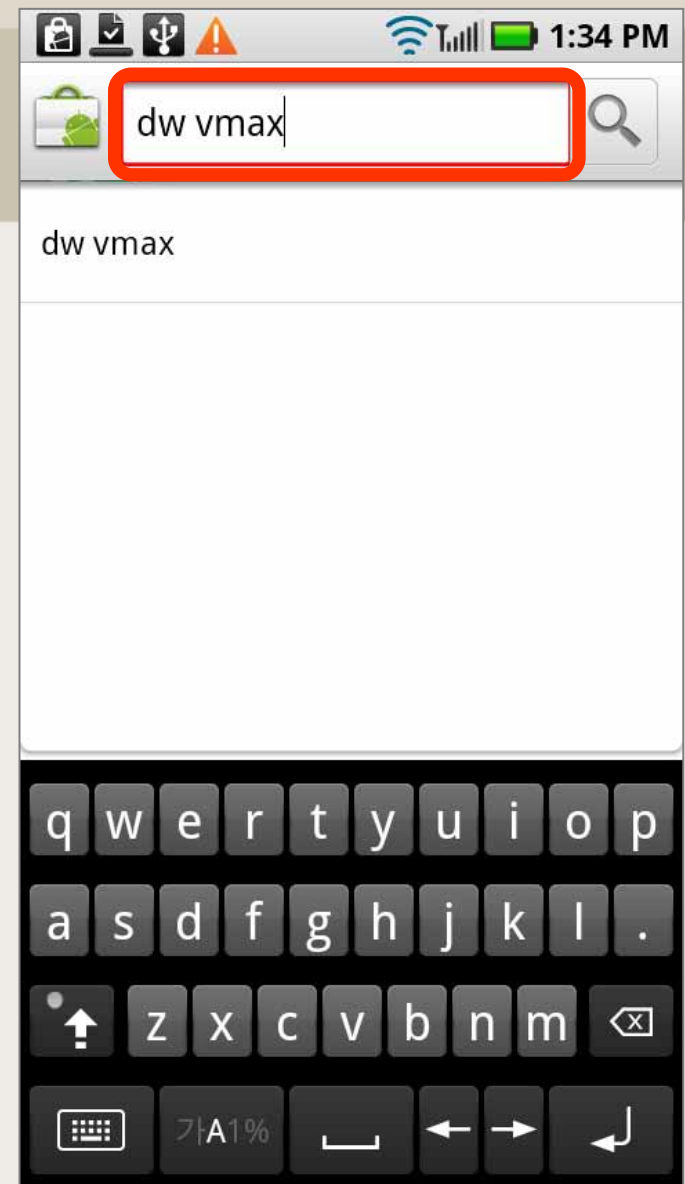 1:34 PM
dw vmax
dw vmax
q w e r t y u i o p
a s d f g h j k l .
z x c v b n m
가A1%